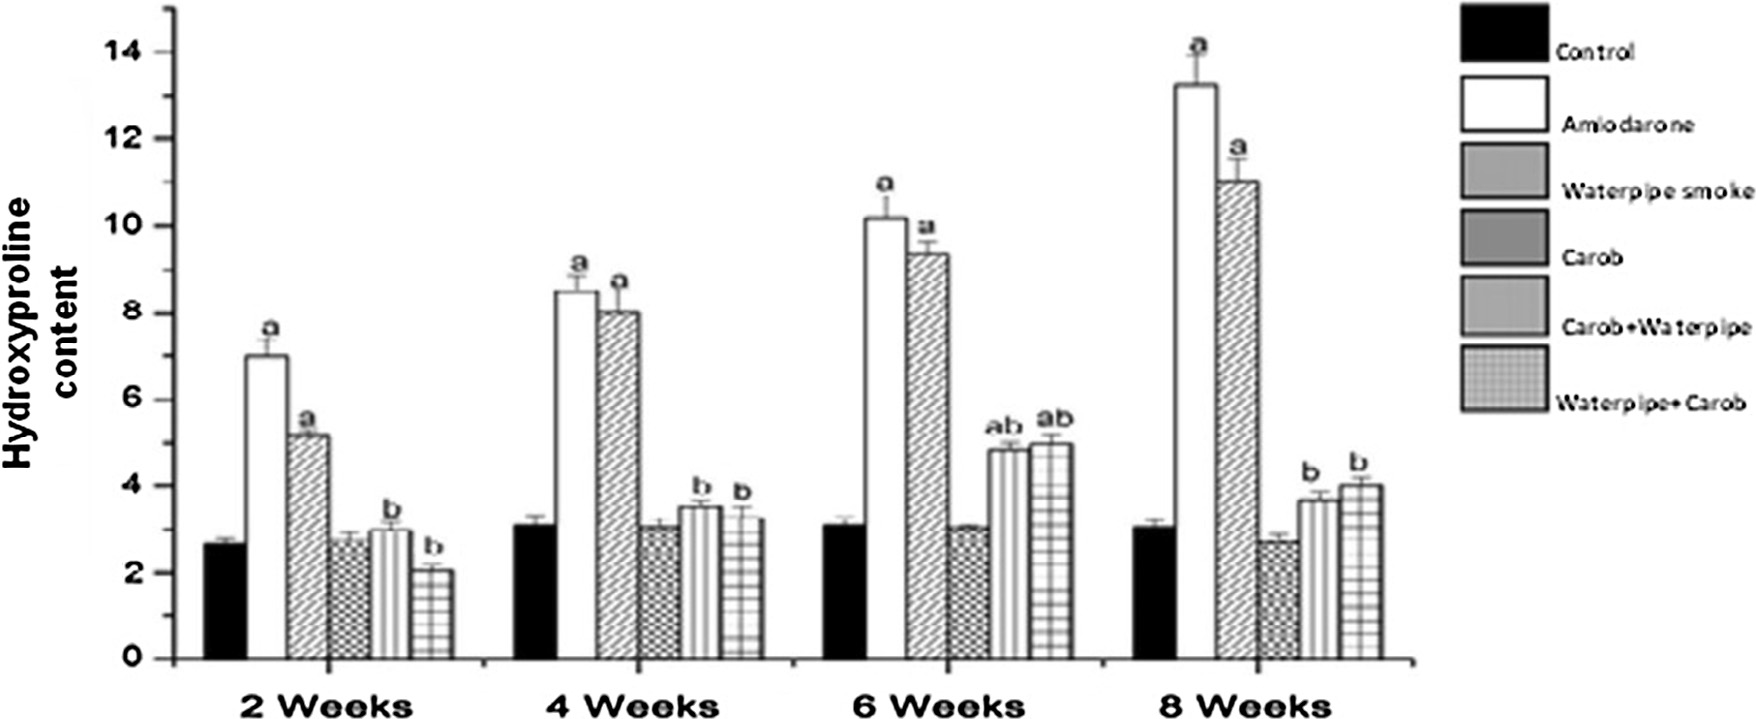 Hydroxyproline
content
14
12
10
8
6
4
2
0
a
a
b
b
a
a
b
b
a
a
ab
ab
a
a
b
b
2 Weeks
4 Weeks
6 Weeks
8 Weeks
Control
Amiodarone
Waterpipe smoke
Carob
Carob+Waterpipe
Waterpipe+Carob